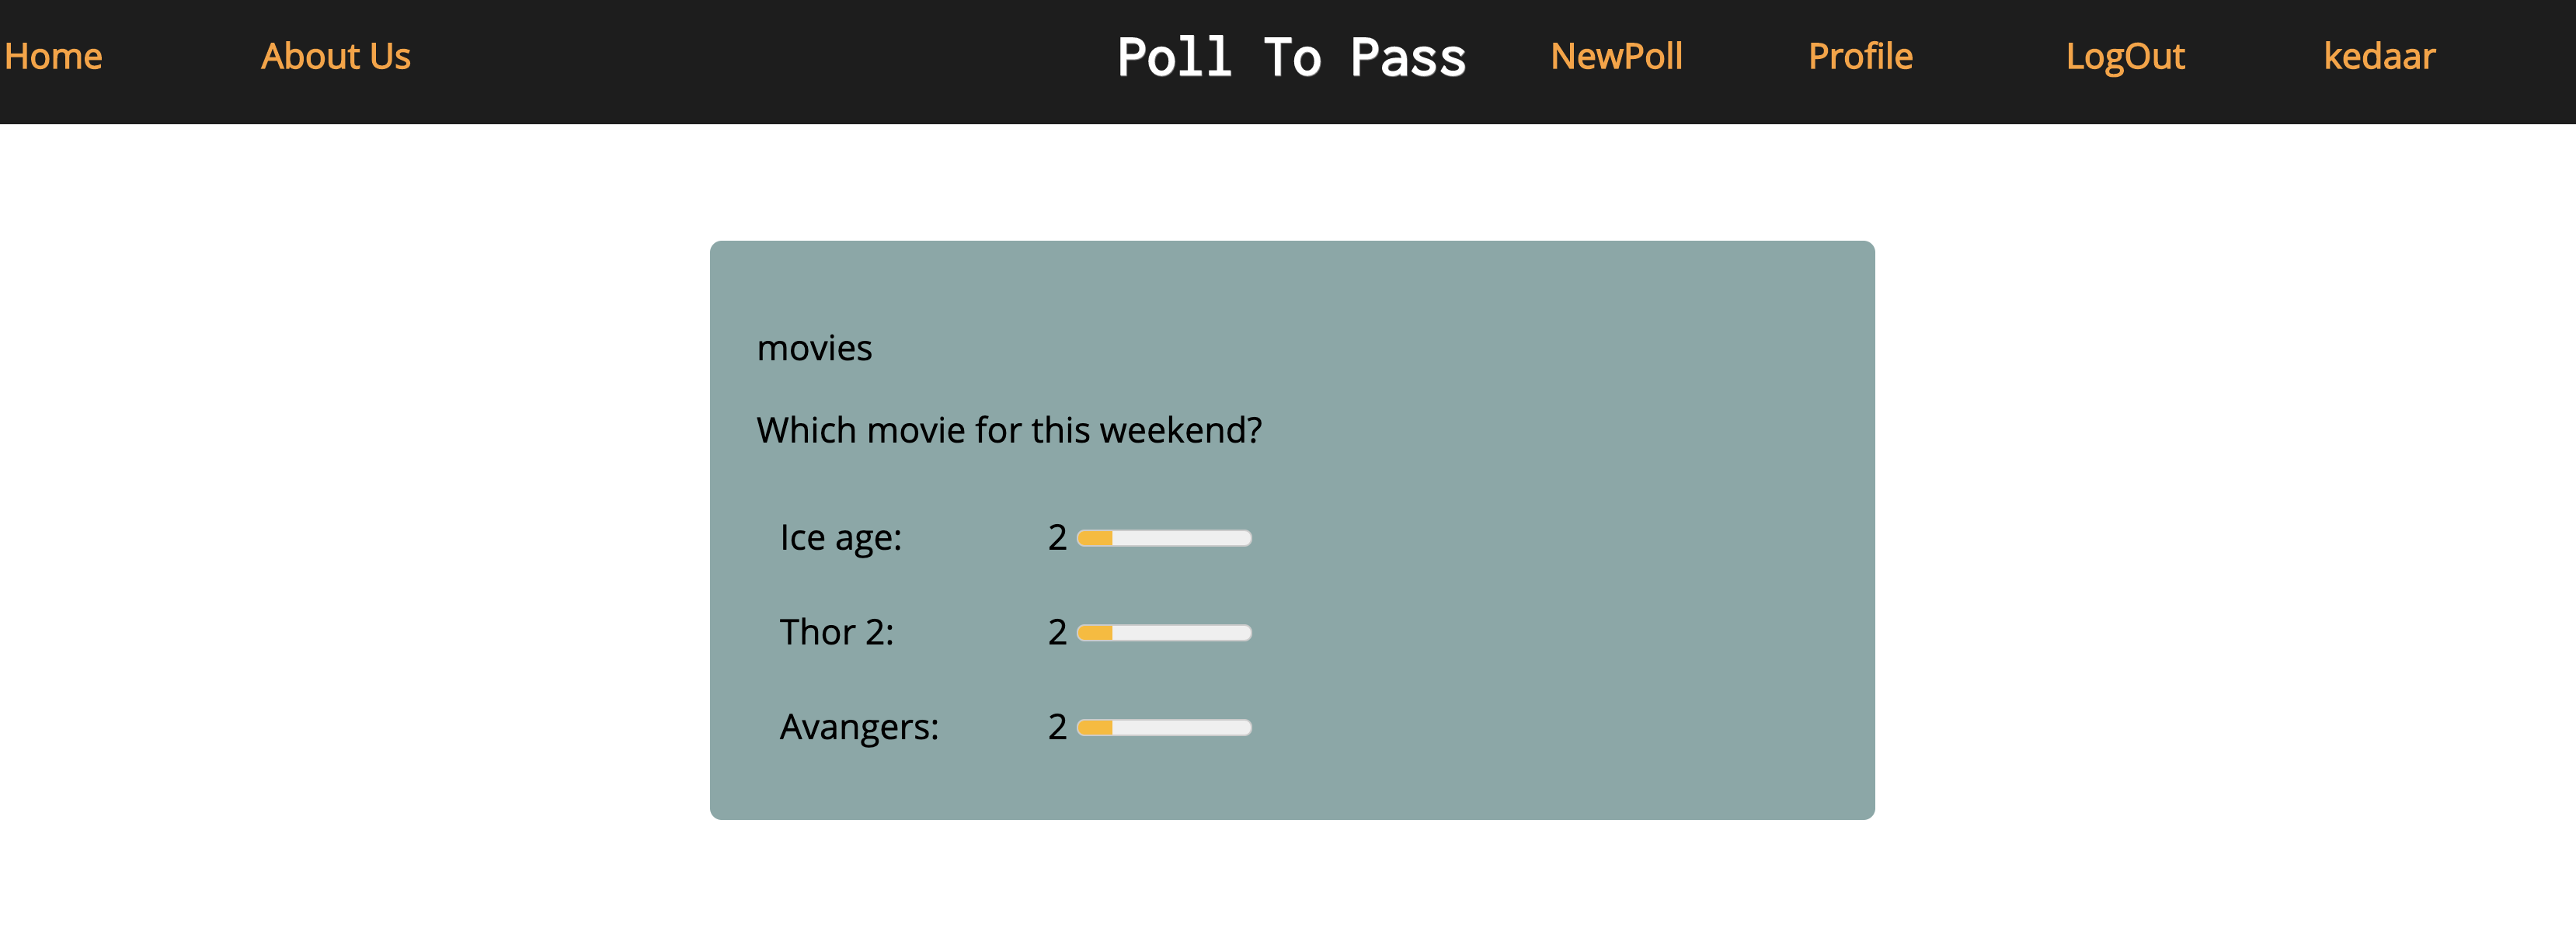 Home About Us Poll To Pass NewPoll Profile LogOut kedaar
movies
Which movie for this weekend?
Ice age: 2
Thor 2: 2
Avangers: 2